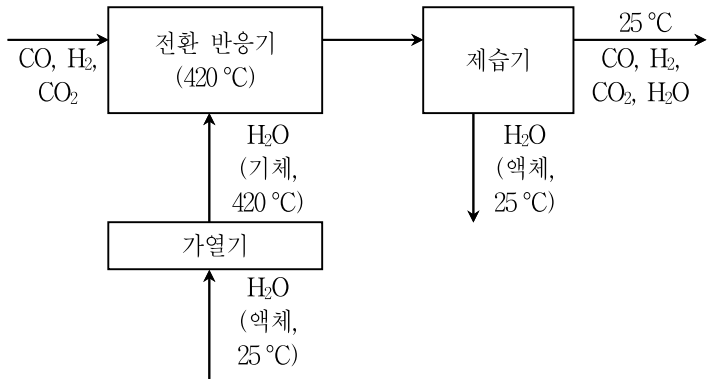 CO, H₂,
CO₂
전환 반응기
(420 ℃)
제습기
25 ℃
CO, H₂,
CO₂, H₂O
H₂O
(기체,
420 ℃)
H₂O
(액체,
25 ℃)
가열기
H₂O
(액체,
25 ℃)